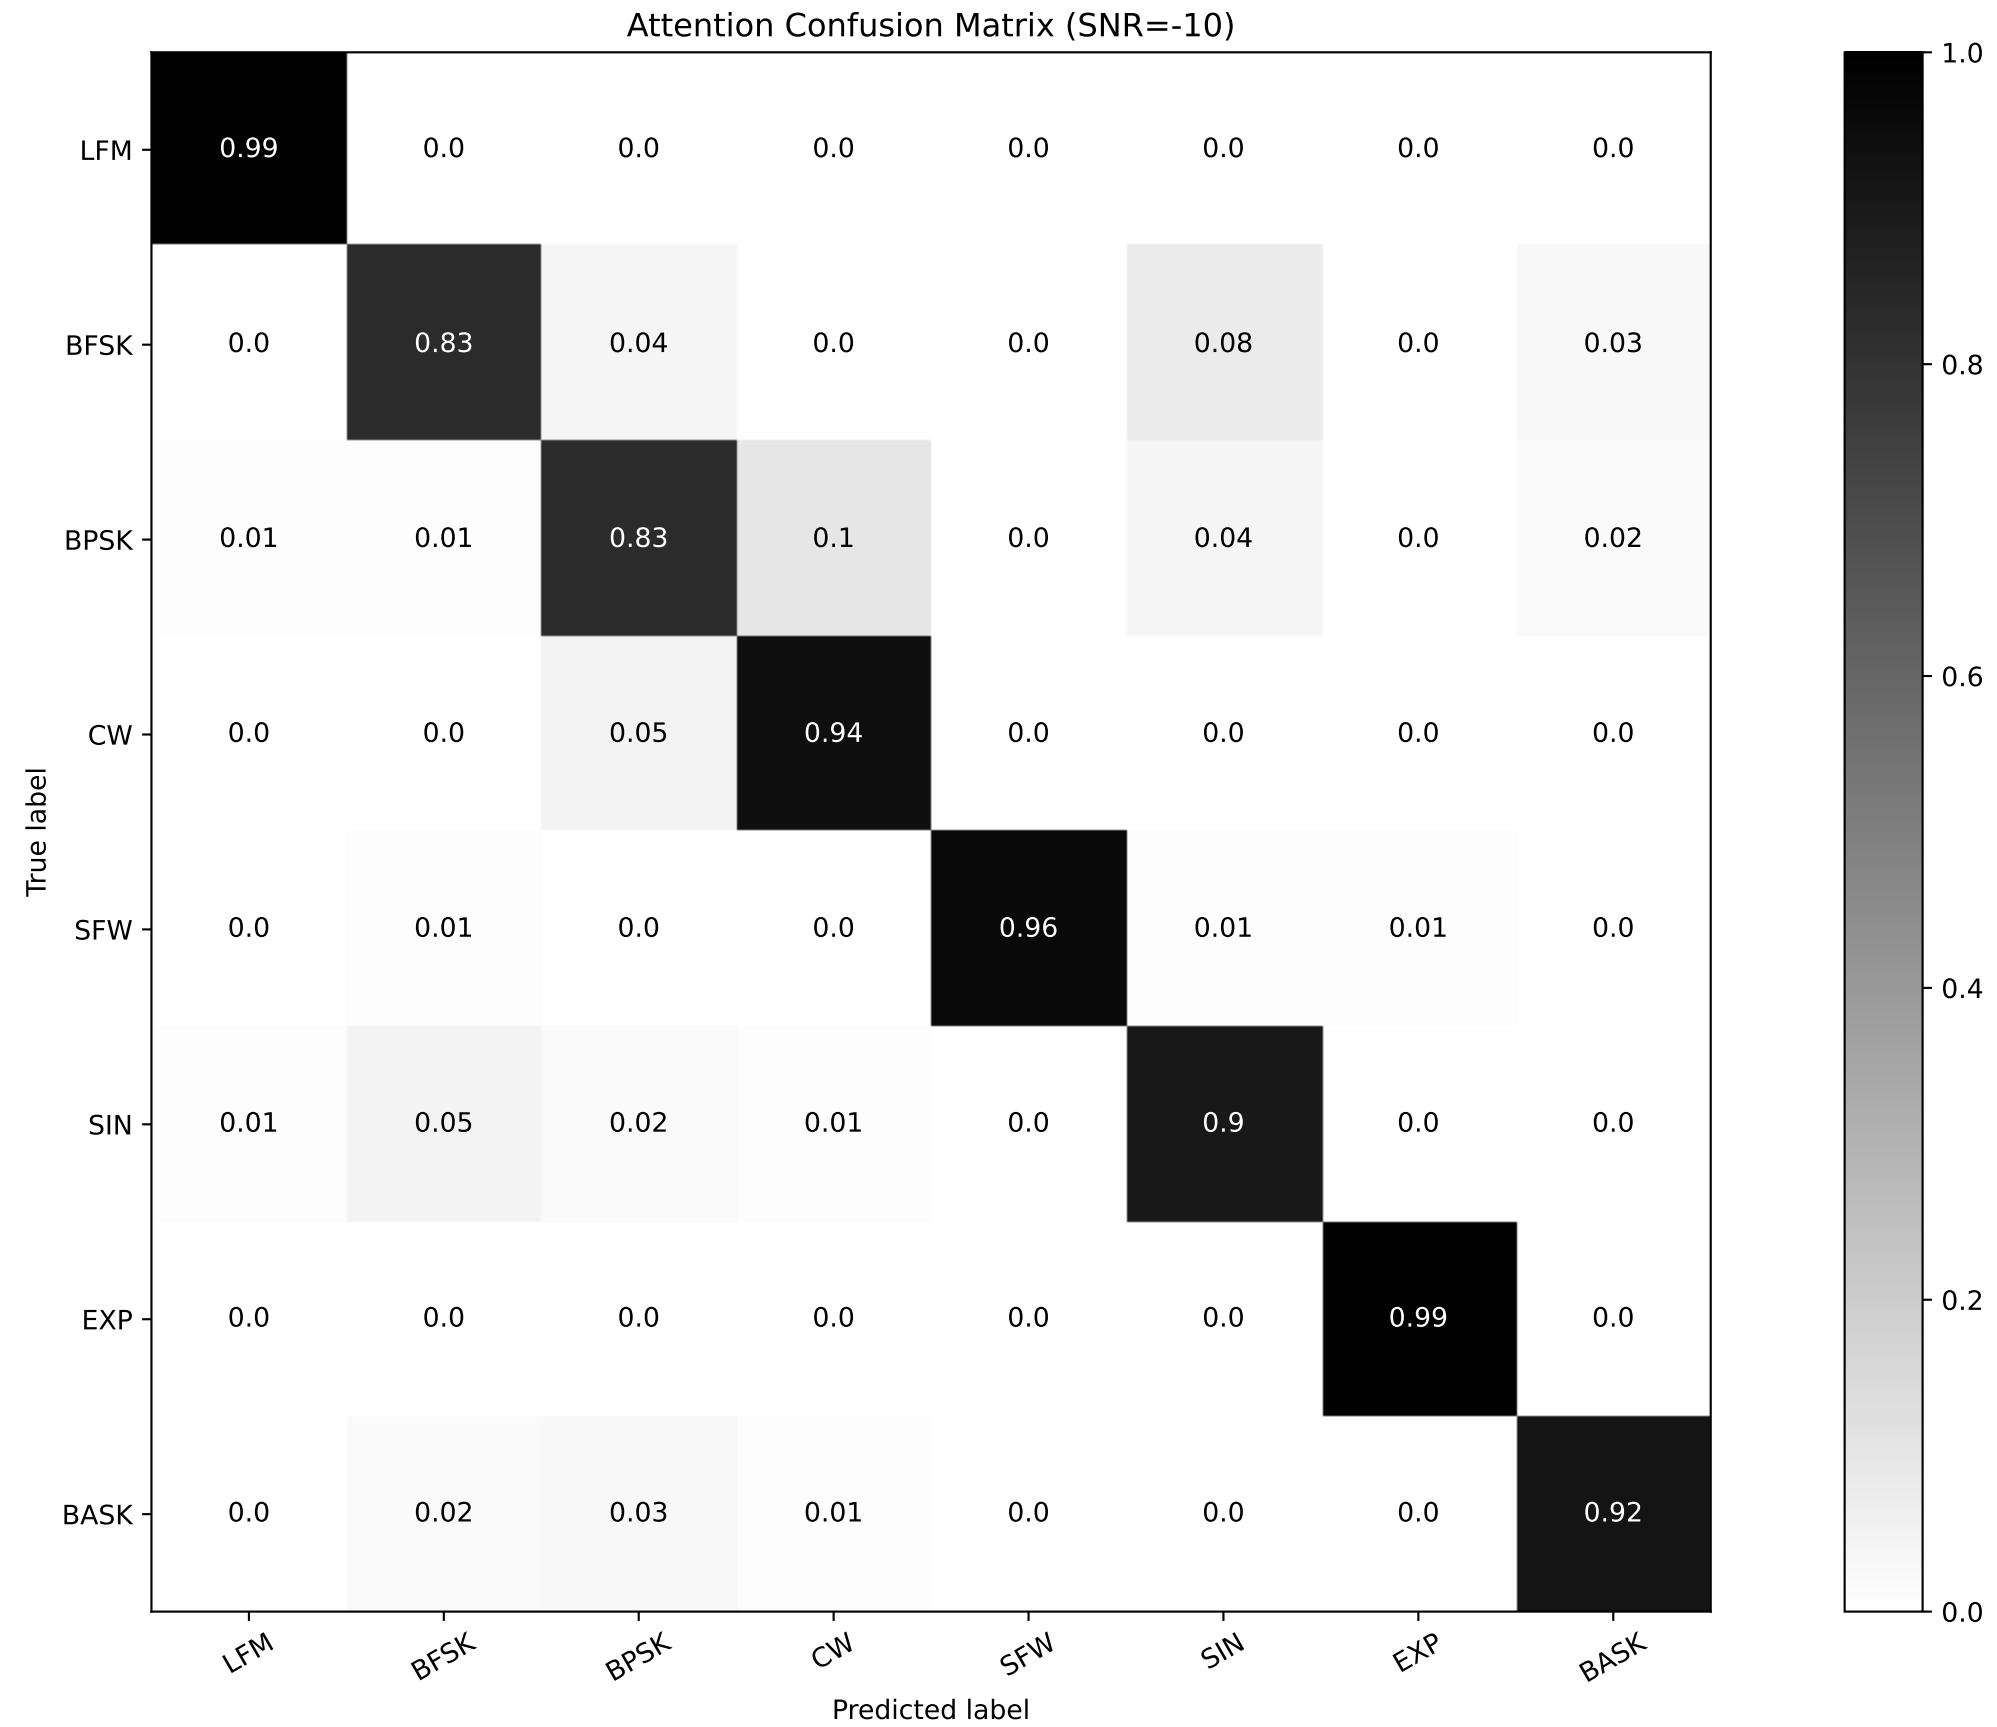 Attention Confusion Matrix (SNR=-10)
LFM 0.99 0.0 0.0 0.0 0.0 0.0 0.0 0.0
BFSK 0.0 0.83 0.04 0.0 0.0 0.08 0.0 0.03
BPSK 0.01 0.01 0.83 0.1 0.0 0.04 0.0 0.02
CW 0.0 0.0 0.05 0.94 0.0 0.0 0.0 0.0
SFW 0.0 0.01 0.0 0.0 0.96 0.01 0.01 0.0
SIN 0.01 0.05 0.02 0.01 0.0 0.9 0.0 0.0
EXP 0.0 0.0 0.0 0.0 0.0 0.0 0.99 0.0
BASK 0.0 0.02 0.03 0.01 0.0 0.0 0.0 0.92
LFM BFSK BPSK CW SFW SIN EXP BASK
Predicted label
True label
1.0
0.8
0.6
0.4
0.2
0.0